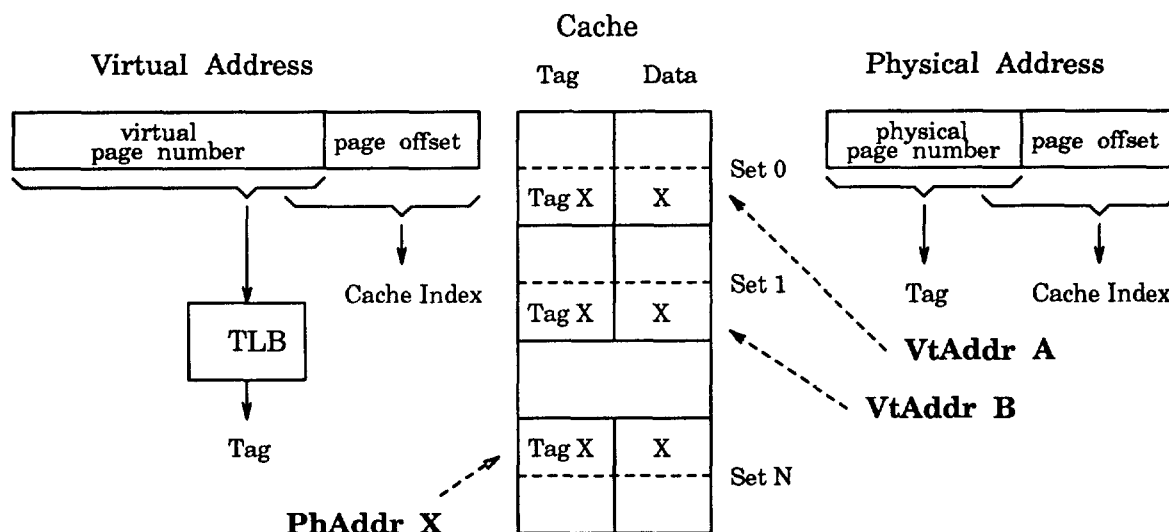 Cache
Virtual Address
Tag
Data
Physical Address
virtual
page number
page offset
physical
page number
page offset
Set 0
Tag X
X
Cache Index
Set 1
Tag
Cache Index
Tag X
X
TLB
VtAddr A
VtAddr B
Tag
Tag X
X
Set N
PhAddr X